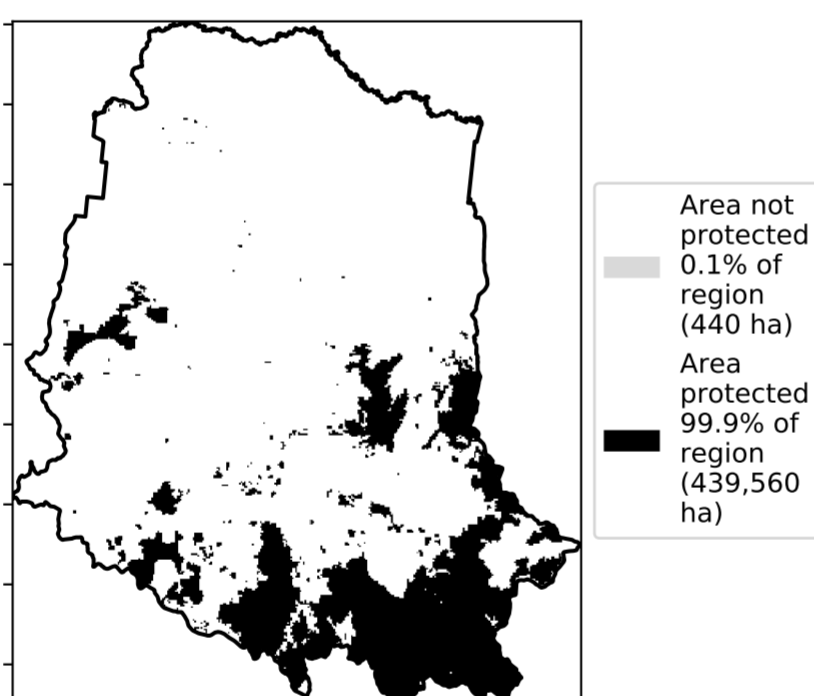 Area not
protected
0.1% of
region
(440 ha)
Area
protected
99.9% of
region
(439,560
ha)